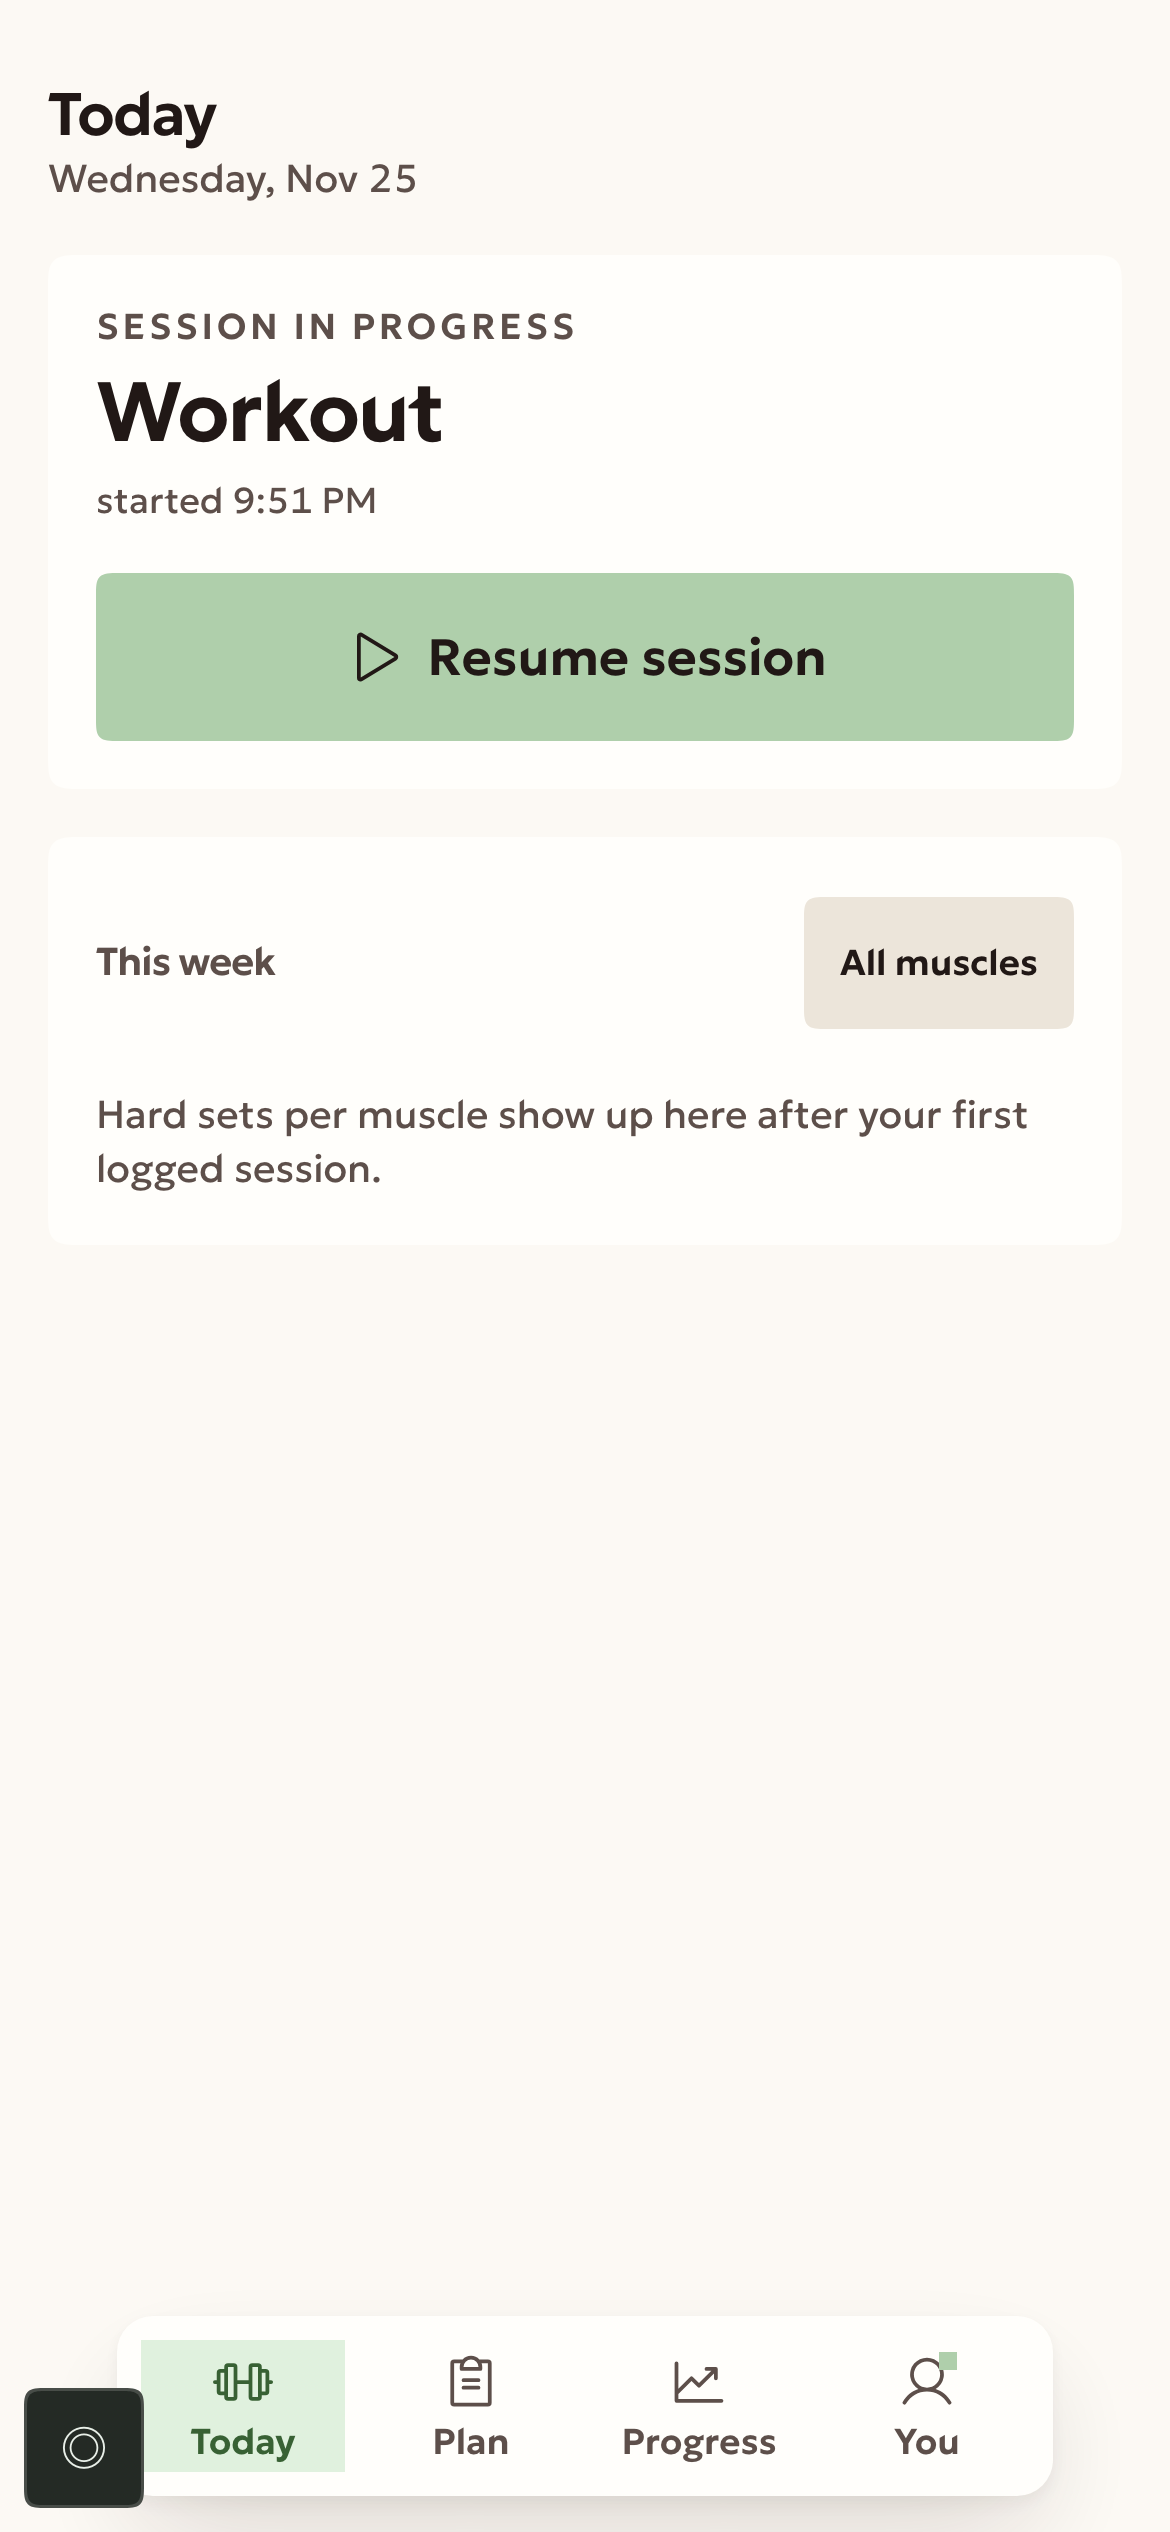 Today
Wednesday, Nov 25
SESSION IN PROGRESS
Workout
started 9:51 PM
Resume session
This week
All muscles
Hard sets per muscle show up here after your first
logged session.
Today
Plan
Progress
You